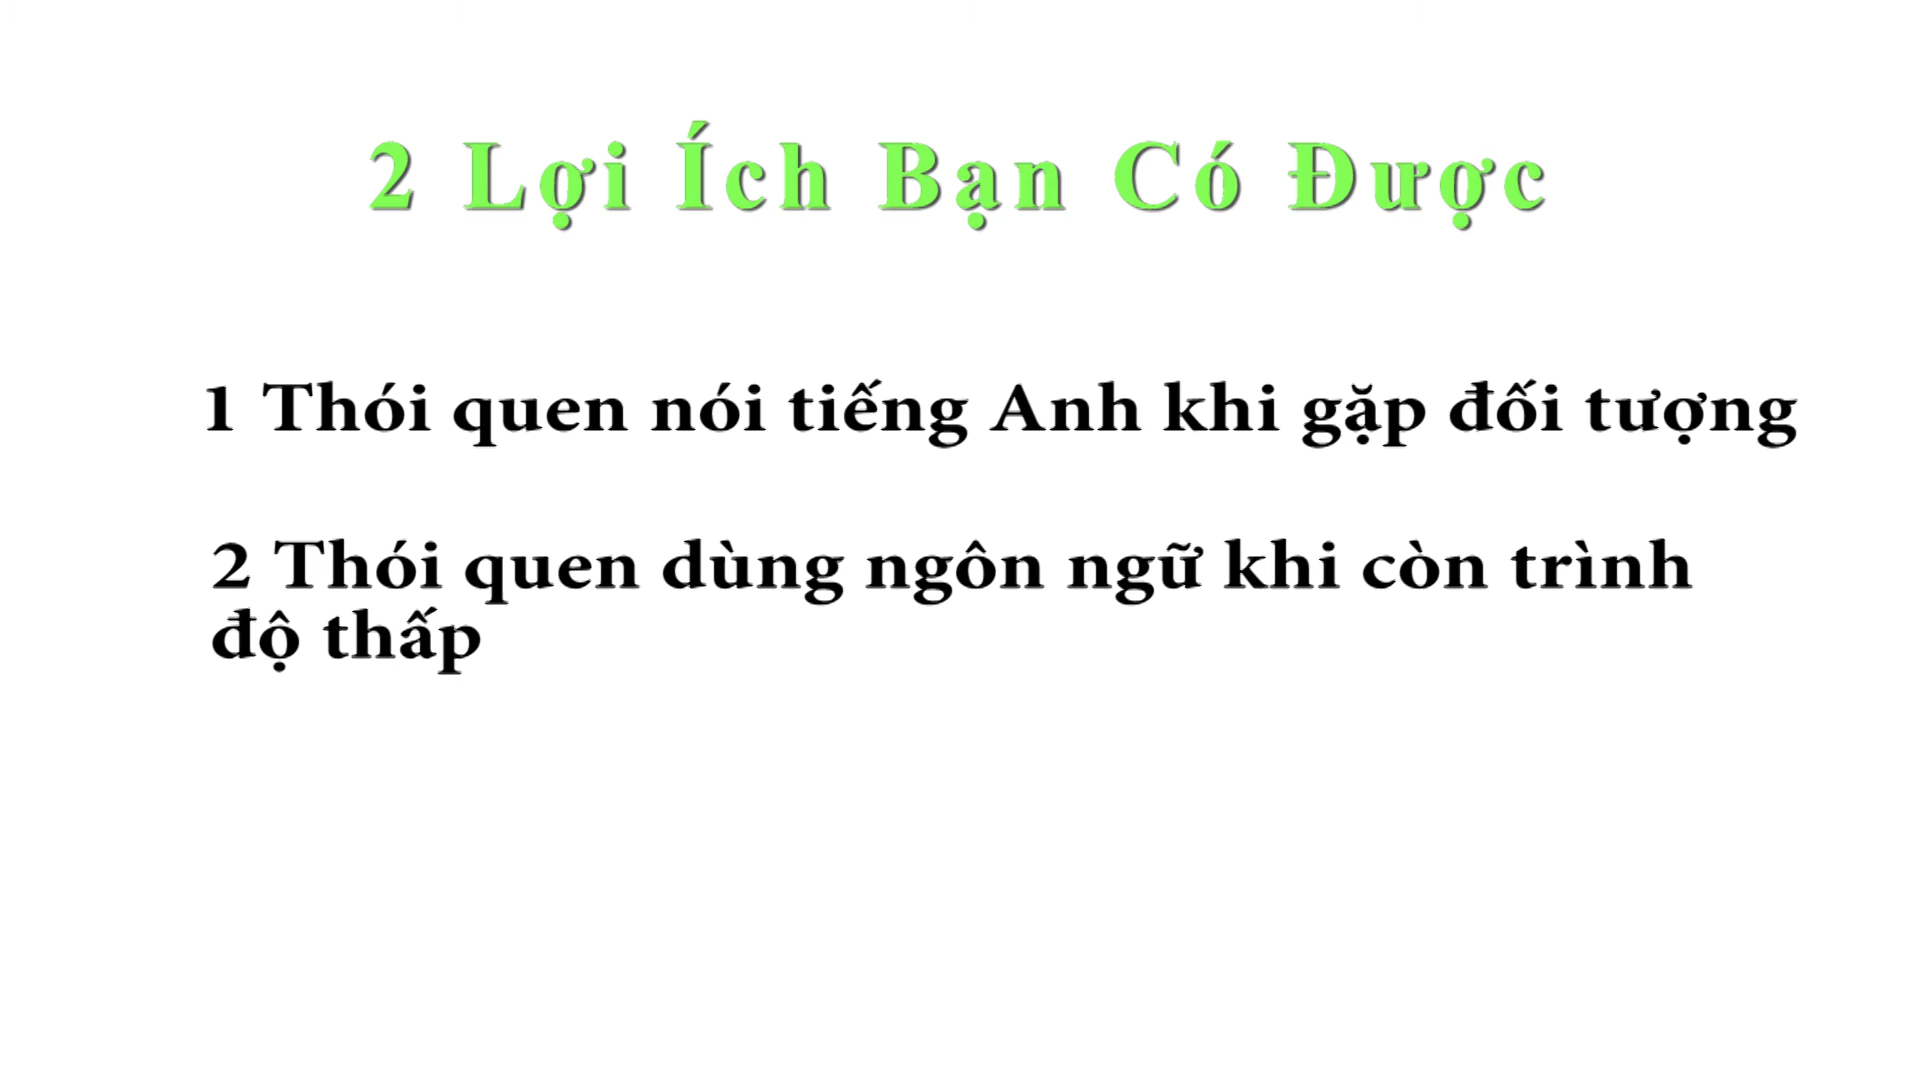 2 Lợi Ích Bạn Có Được
1 Thói quen nói tiếng Anh khi gặp đối tượng
2 Thói quen dùng ngôn ngữ khi còn trình
độ thấp